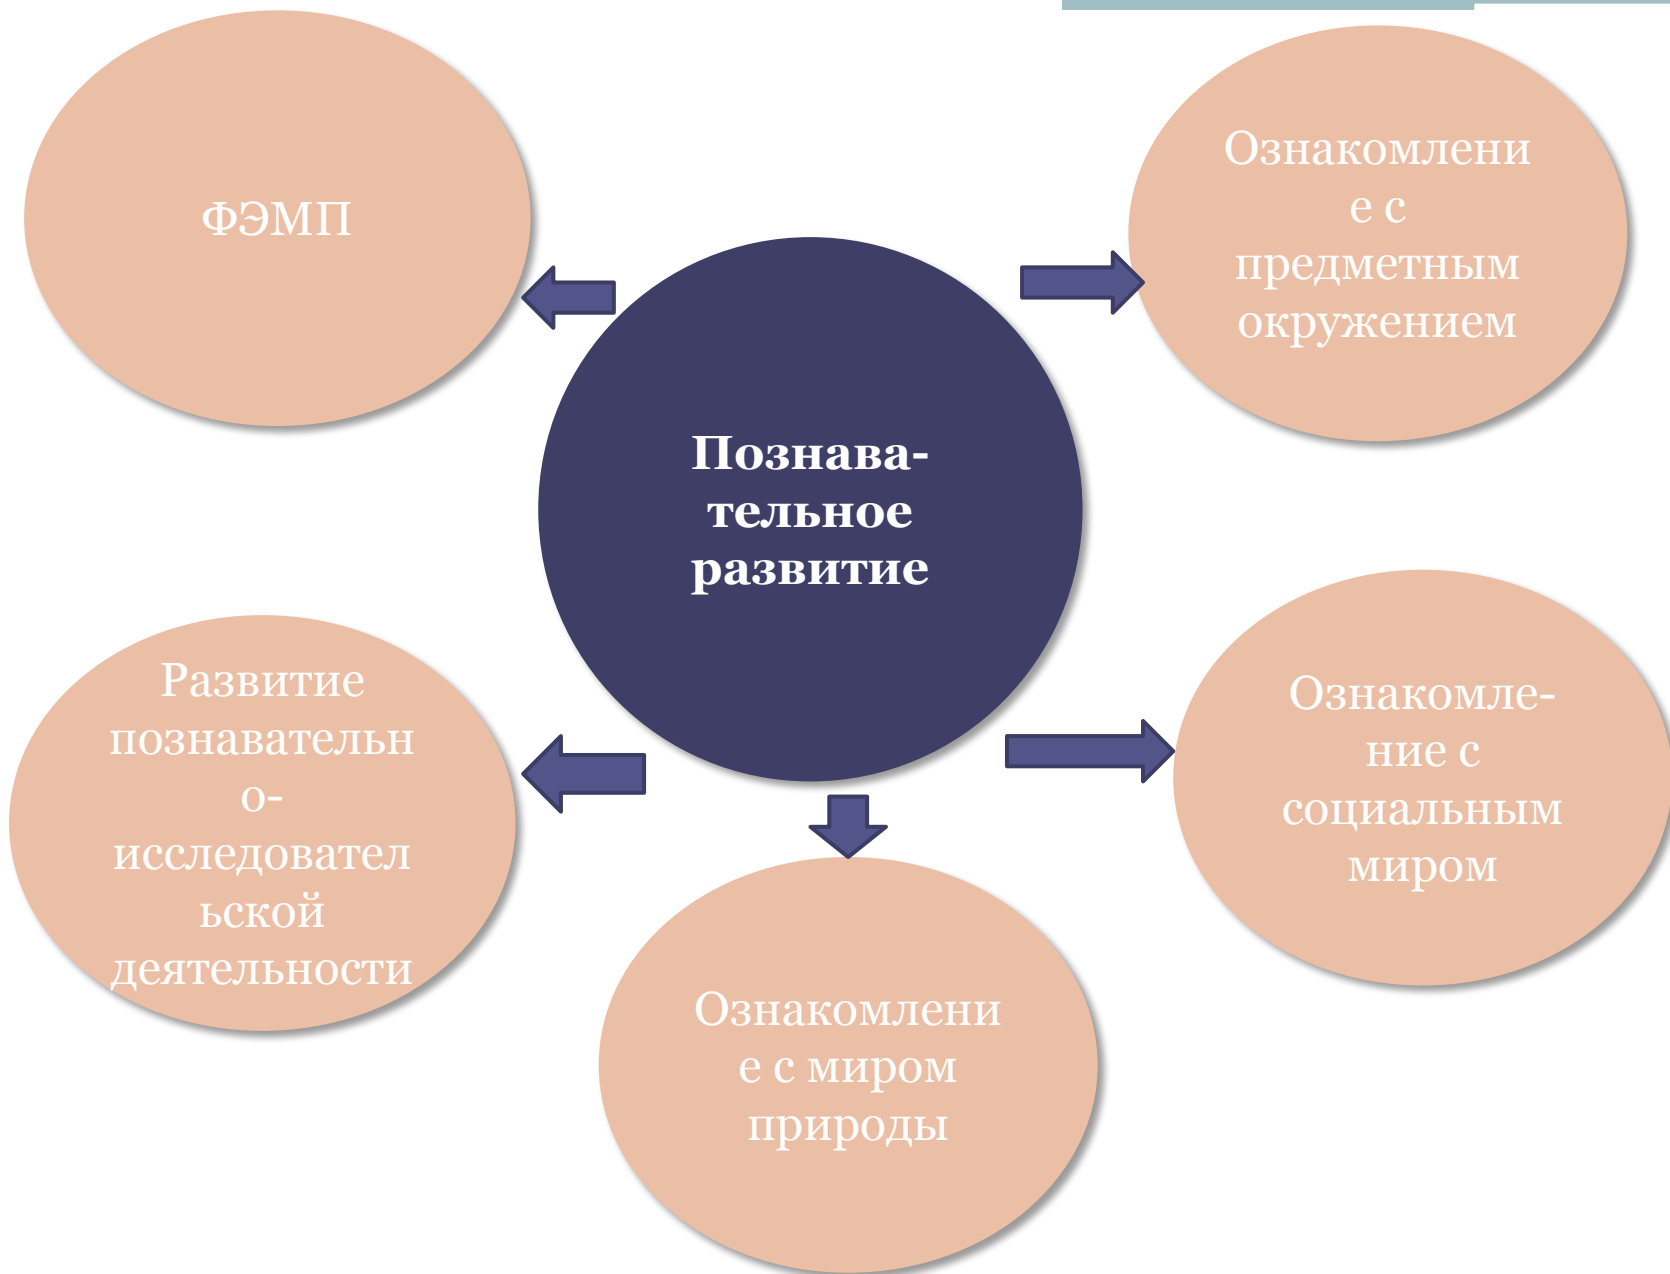 ФЭМП
Ознакомлени
е с
предметным
окружением
Познава-
тельное
развитие
Развитие
познавательн
о-
исследовател
ьской
деятельности
Ознакомле-
ние с
социальным
миром
Ознакомлени
е с миром
природы